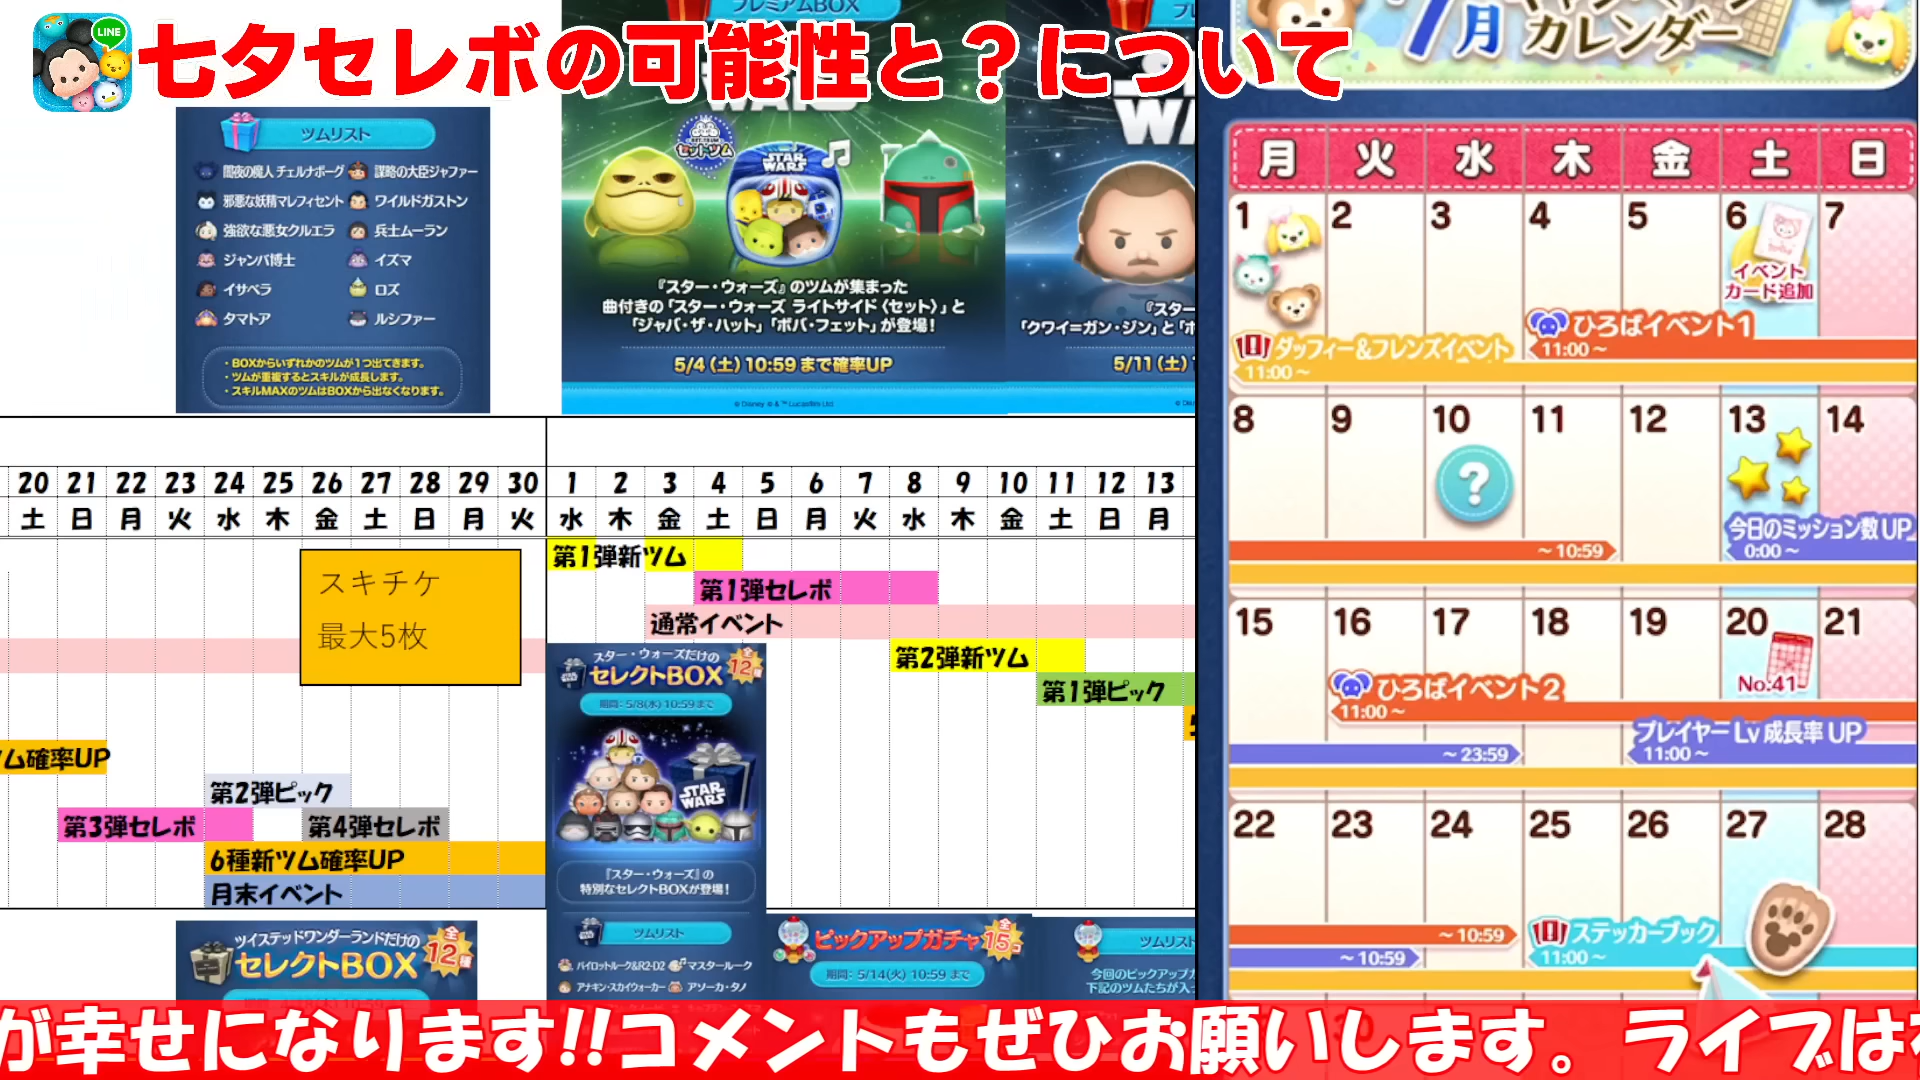 LINE
七夕セレボの可能性と？について
ツムリスト
闇夜の魔人 チェルナボーグ
謀略の大臣ジャファー
邪悪な妖精マレフィセント
ワイルドガストン
強欲な悪女クルエラ
兵士ムーラン
ジャンバ博士
イズマ
イサベラ
ロズ
タマトア
ルシファー
・BOXからいずれかのツムが1つ出てきます。
・ツムが重複するとスキルが成長します。
・スキルMAXのツムはBOXから出なくなります。
プレミアムBOX
セットツム
STAR WARS
『スター・ウォーズ』のツムが集まった
曲付きの「スター・ウォーズ ライトサイド〈セット〉」と
「ジャバ・ザ・ハット」「ボバ・フェット」が登場！
5/4（土）10:59 まで確率UP
『スター
「クワイ=ガン・ジン」と「ボ
5/11（土）
20 21 22 23 24 25 26 27 28 29 30 1 2 3 4 5 6 7 8 9 10 11 12 13
土 日 月 火 水 木 金 土 日 月 火 水 木 金 土 日 月 火 水 木 金 土 日 月
スキチケ
最大5枚
第1弾新ツム
第1弾セレボ
通常イベント
第2弾新ツム
第1弾ピック
ツム確率UP
第2弾ピック
第3弾セレボ
第4弾セレボ
6種新ツム確率UP
月末イベント
スター・ウォーズだけの
セレクトBOX
全12種
期間：5/8(水) 10:59まで
STAR WARS
『スター・ウォーズ』の
特別なセレクトBOXが登場！
ツムリスト
パイロットルーク&R2-D2
マスタールーク
アナキン・スカイウォーカー
アソーカ・タノ
ツイステッドワンダーランドだけの
セレクトBOX
全12種
ピックアップガチャ
全15コ
期間：5/14(火) 10:59 まで
ツムリスト
今回のピックアップガ
下記のツムたちが入っ
7月
カレンダー
月 火 水 木 金 土 日
1 2 3 4 5 6 7
イベント
カード追加
ダッフィー&フレンズイベント
11:00 ～
ひろばイベント1
11:00 ～
8 9 10 11 12 13 14
?
今日のミッション数UP
0:00 ～
～ 10:59
15 16 17 18 19 20 21
No.41~
ひろばイベント2
11:00 ～
プレイヤー Lv 成長率 UP
11:00 ～
～ 23:59
22 23 24 25 26 27 28
～ 10:59
～ 10:59
ステッカーブック
11:00 ～
が幸せになります!!コメントもぜひお願いします。ライブは